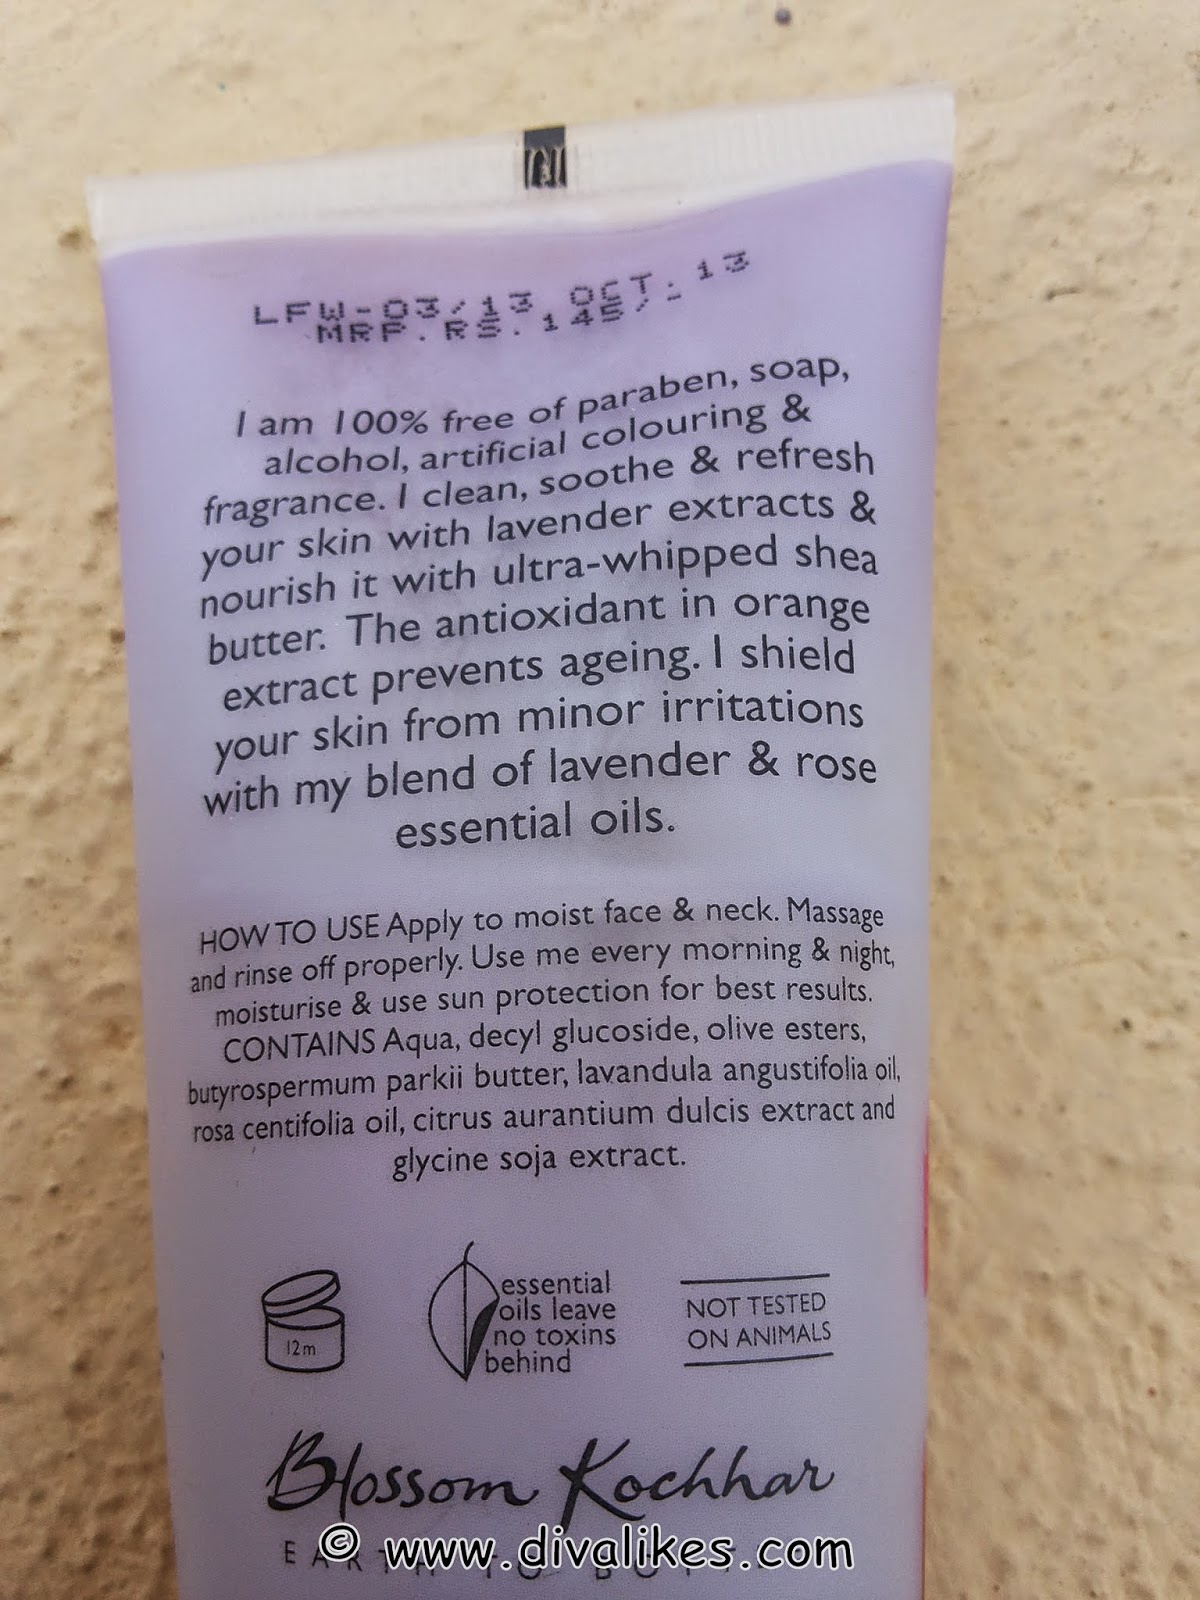 LFW-03/13 OCT. 13
MRP. RS. 145/-
I am 100% free of paraben, soap,
alcohol, artificial colouring &
fragrance. I clean, soothe & refresh
your skin with lavender extracts &
nourish it with ultra-whipped shea
butter. The antioxidant in orange
extract prevents ageing. I shield
your skin from minor irritations
with my blend of lavender & rose
essential oils.
HOW TO USE Apply to moist face & neck. Massage
and rinse off properly. Use me every morning & night,
moisturise & use sun protection for best results.
CONTAINS Aqua, decyl glucoside, olive esters,
butyrospermum parkii butter, lavandula angustifolia oil,
rosa centifolia oil, citrus aurantium dulcis extract and
glycine soja extract.
12m
essential
oils leave
no toxins
behind
NOT TESTED
ON ANIMALS
Blossom Kochhar
© www.divalikes.com